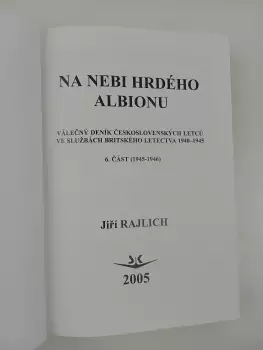 NA NEBI HRDÉHO
ALBIONU
VÁLEČNÝ DENÍK ČESKOSLOVENSKÝCH LETCŮ
VE SLUŽBÁCH BRITSKÉHO LETECTVA 1940–1945
6. ČÁST (1945-1946)
Jiří RAJLICH
2005